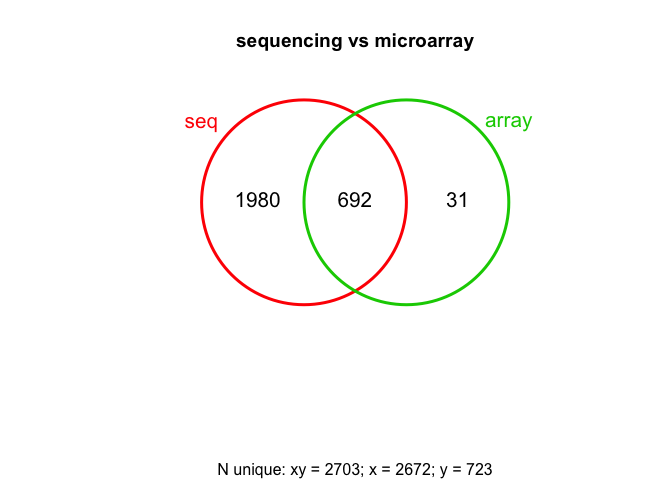 sequencing vs microarray
seq
array
1980
692
31
N unique: xy = 2703; x = 2672; y = 723